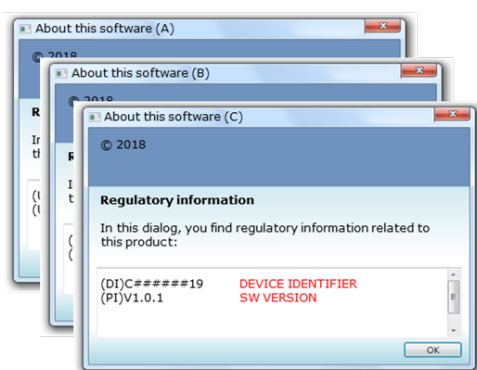 About this software (A)
© 2018
About this software (B)
© 2018
About this software (C)
© 2018
Regulatory information
In this dialog, you find regulatory information related to
this product:
(DI)C######19 DEVICE IDENTIFIER
(PI)V1.0.1 SW VERSION
OK